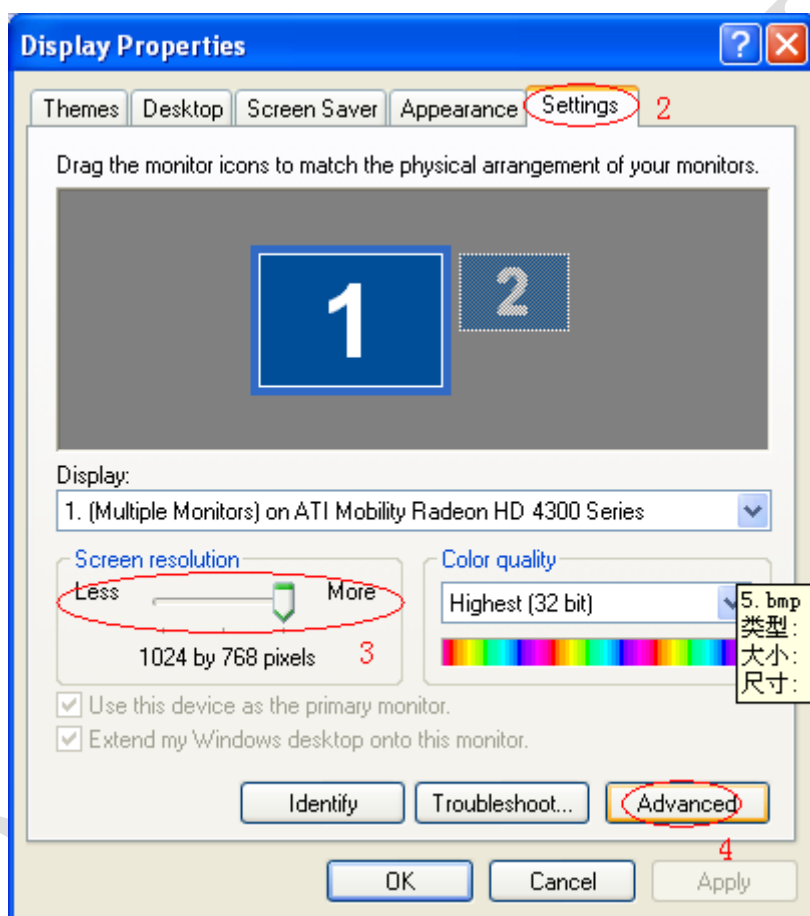 Display Properties
Themes Desktop Screen Saver Appearance Settings 2
Drag the monitor icons to match the physical arrangement of your monitors.
1 2
Display:
1. (Multiple Monitors) on ATI Mobility Radeon HD 4300 Series
Screen resolution
Less More
1024 by 768 pixels 3
Color quality
Highest (32 bit)
5.bmp
类型:
大小:
尺寸:
Use this device as the primary monitor.
Extend my Windows desktop onto this monitor.
Identify Troubleshoot... Advanced
4
OK Cancel Apply